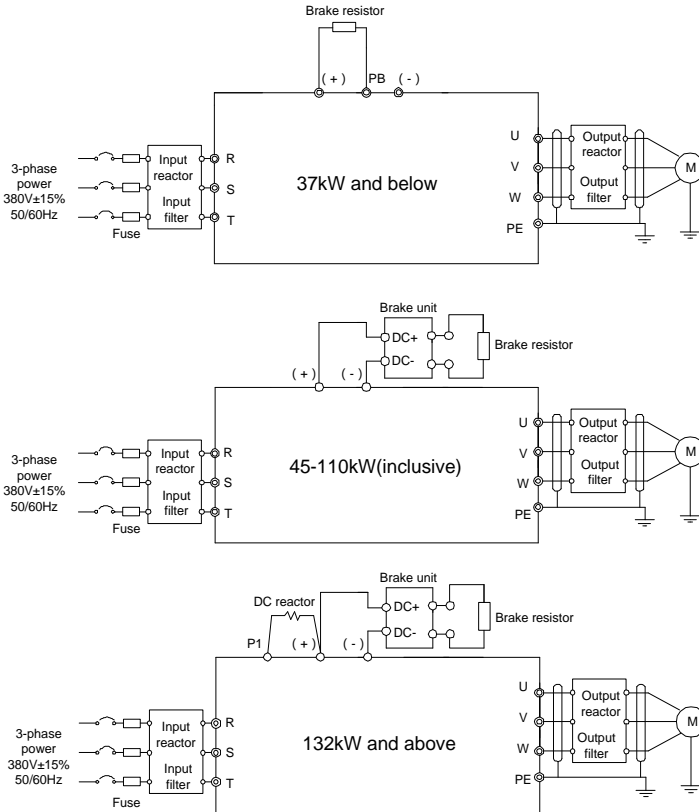 Brake resistor
( + )
PB
( - )
3-phase
power
380V±15%
50/60Hz
Fuse
Input
reactor
Input
filter
R
S
T
37kW and below
U
V
W
PE
Output
reactor
Output
filter
M
Brake unit
DC+
DC-
Brake resistor
( + )
( - )
3-phase
power
380V±15%
50/60Hz
Fuse
Input
reactor
Input
filter
R
S
T
45-110kW(inclusive)
U
V
W
PE
Output
reactor
Output
filter
M
Brake unit
DC reactor
DC+
DC-
Brake resistor
P1
( + )
( - )
3-phase
power
380V±15%
50/60Hz
Fuse
Input
reactor
Input
filter
R
S
T
132kW and above
U
V
W
PE
Output
reactor
Output
filter
M